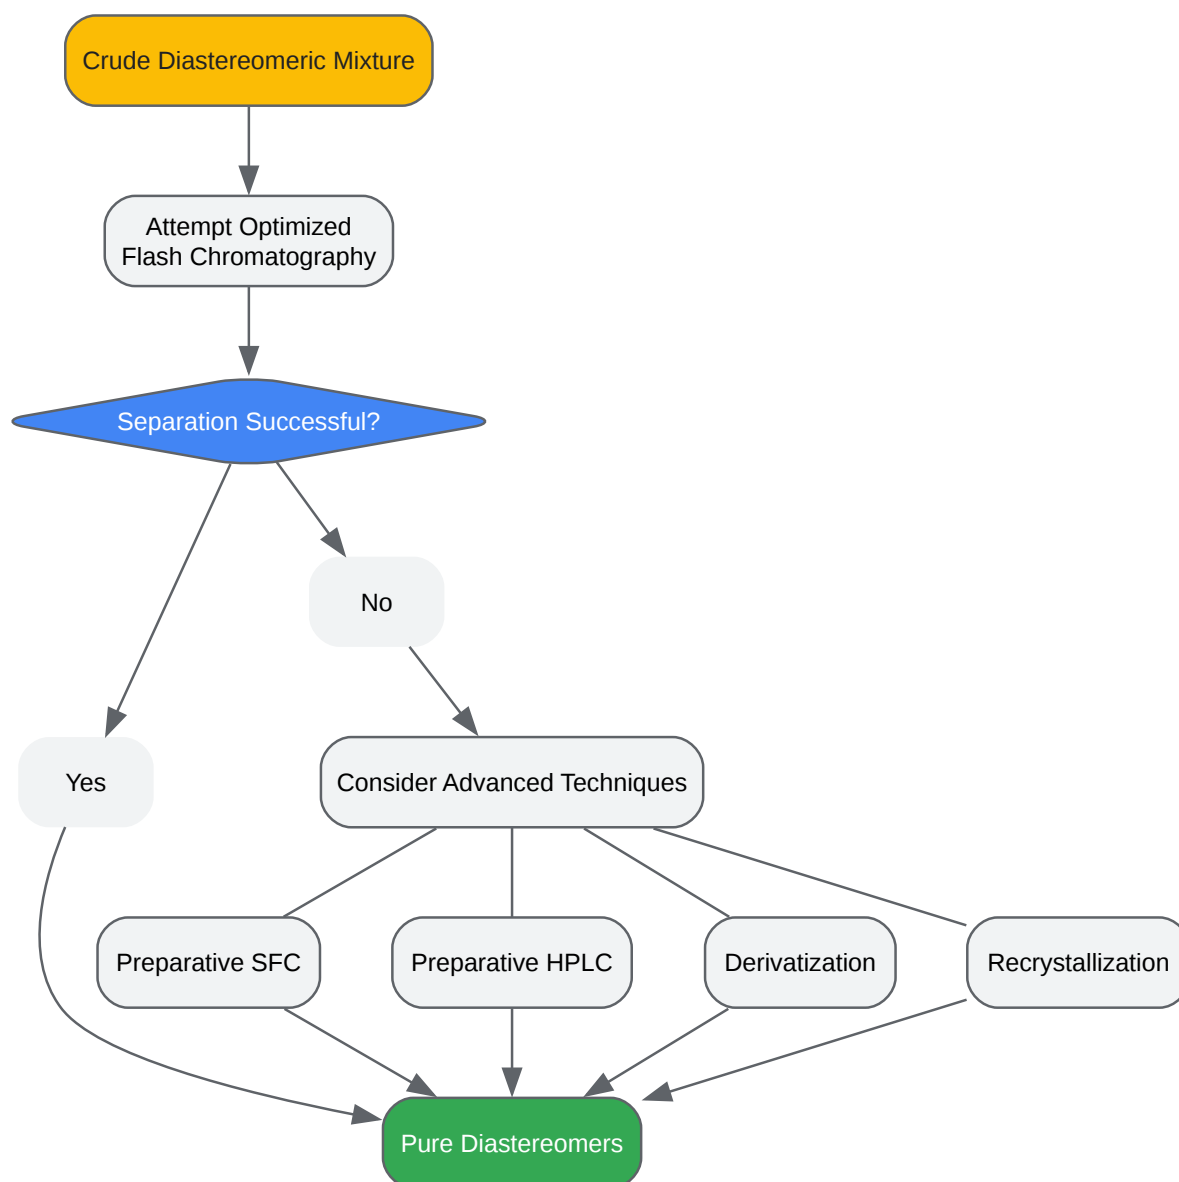 Crude Diastereomeric Mixture
Attempt Optimized
Flash Chromatography
Separation Successful?
No
Yes
Consider Advanced Techniques
Preparative SFC
Preparative HPLC
Derivatization
Recrystallization
Pure Diastereomers